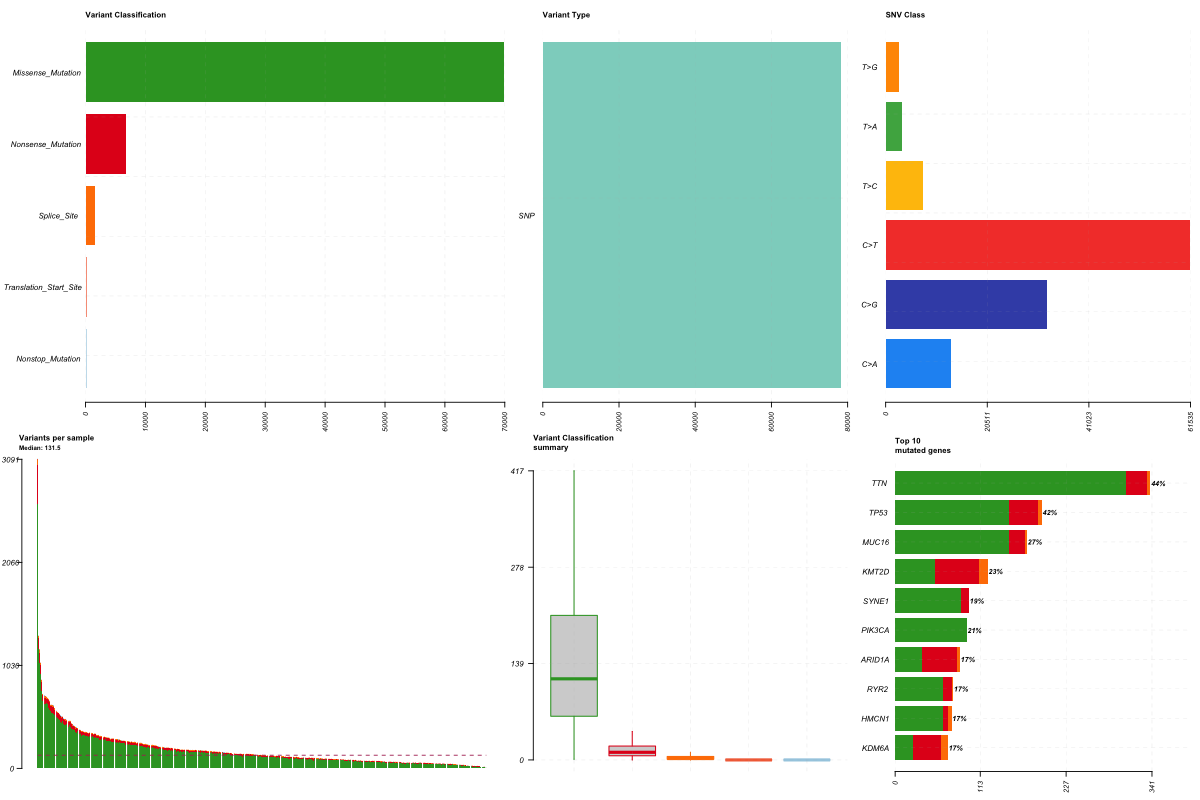 Variant Classification
Missense_Mutation
Nonsense_Mutation
Splice_Site
Translation_Start_Site
Nonstop_Mutation
0
10000
20000
30000
40000
50000
60000
70000
Variant Type
SNP
0
20000
40000
60000
80000
SNV Class
T>G
T>A
T>C
C>T
C>G
C>A
0
20511
41023
61535
Variants per sample
Median: 131.5
3091
2060
1030
0
Variant Classification
summary
417
278
139
0
Top 10
mutated genes
TTN 44%
TP53 42%
MUC16 27%
KMT2D 23%
SYNE1 19%
PIK3CA 21%
ARID1A 17%
RYR2 17%
HMCN1 17%
KDM6A 17%
0
113
227
341